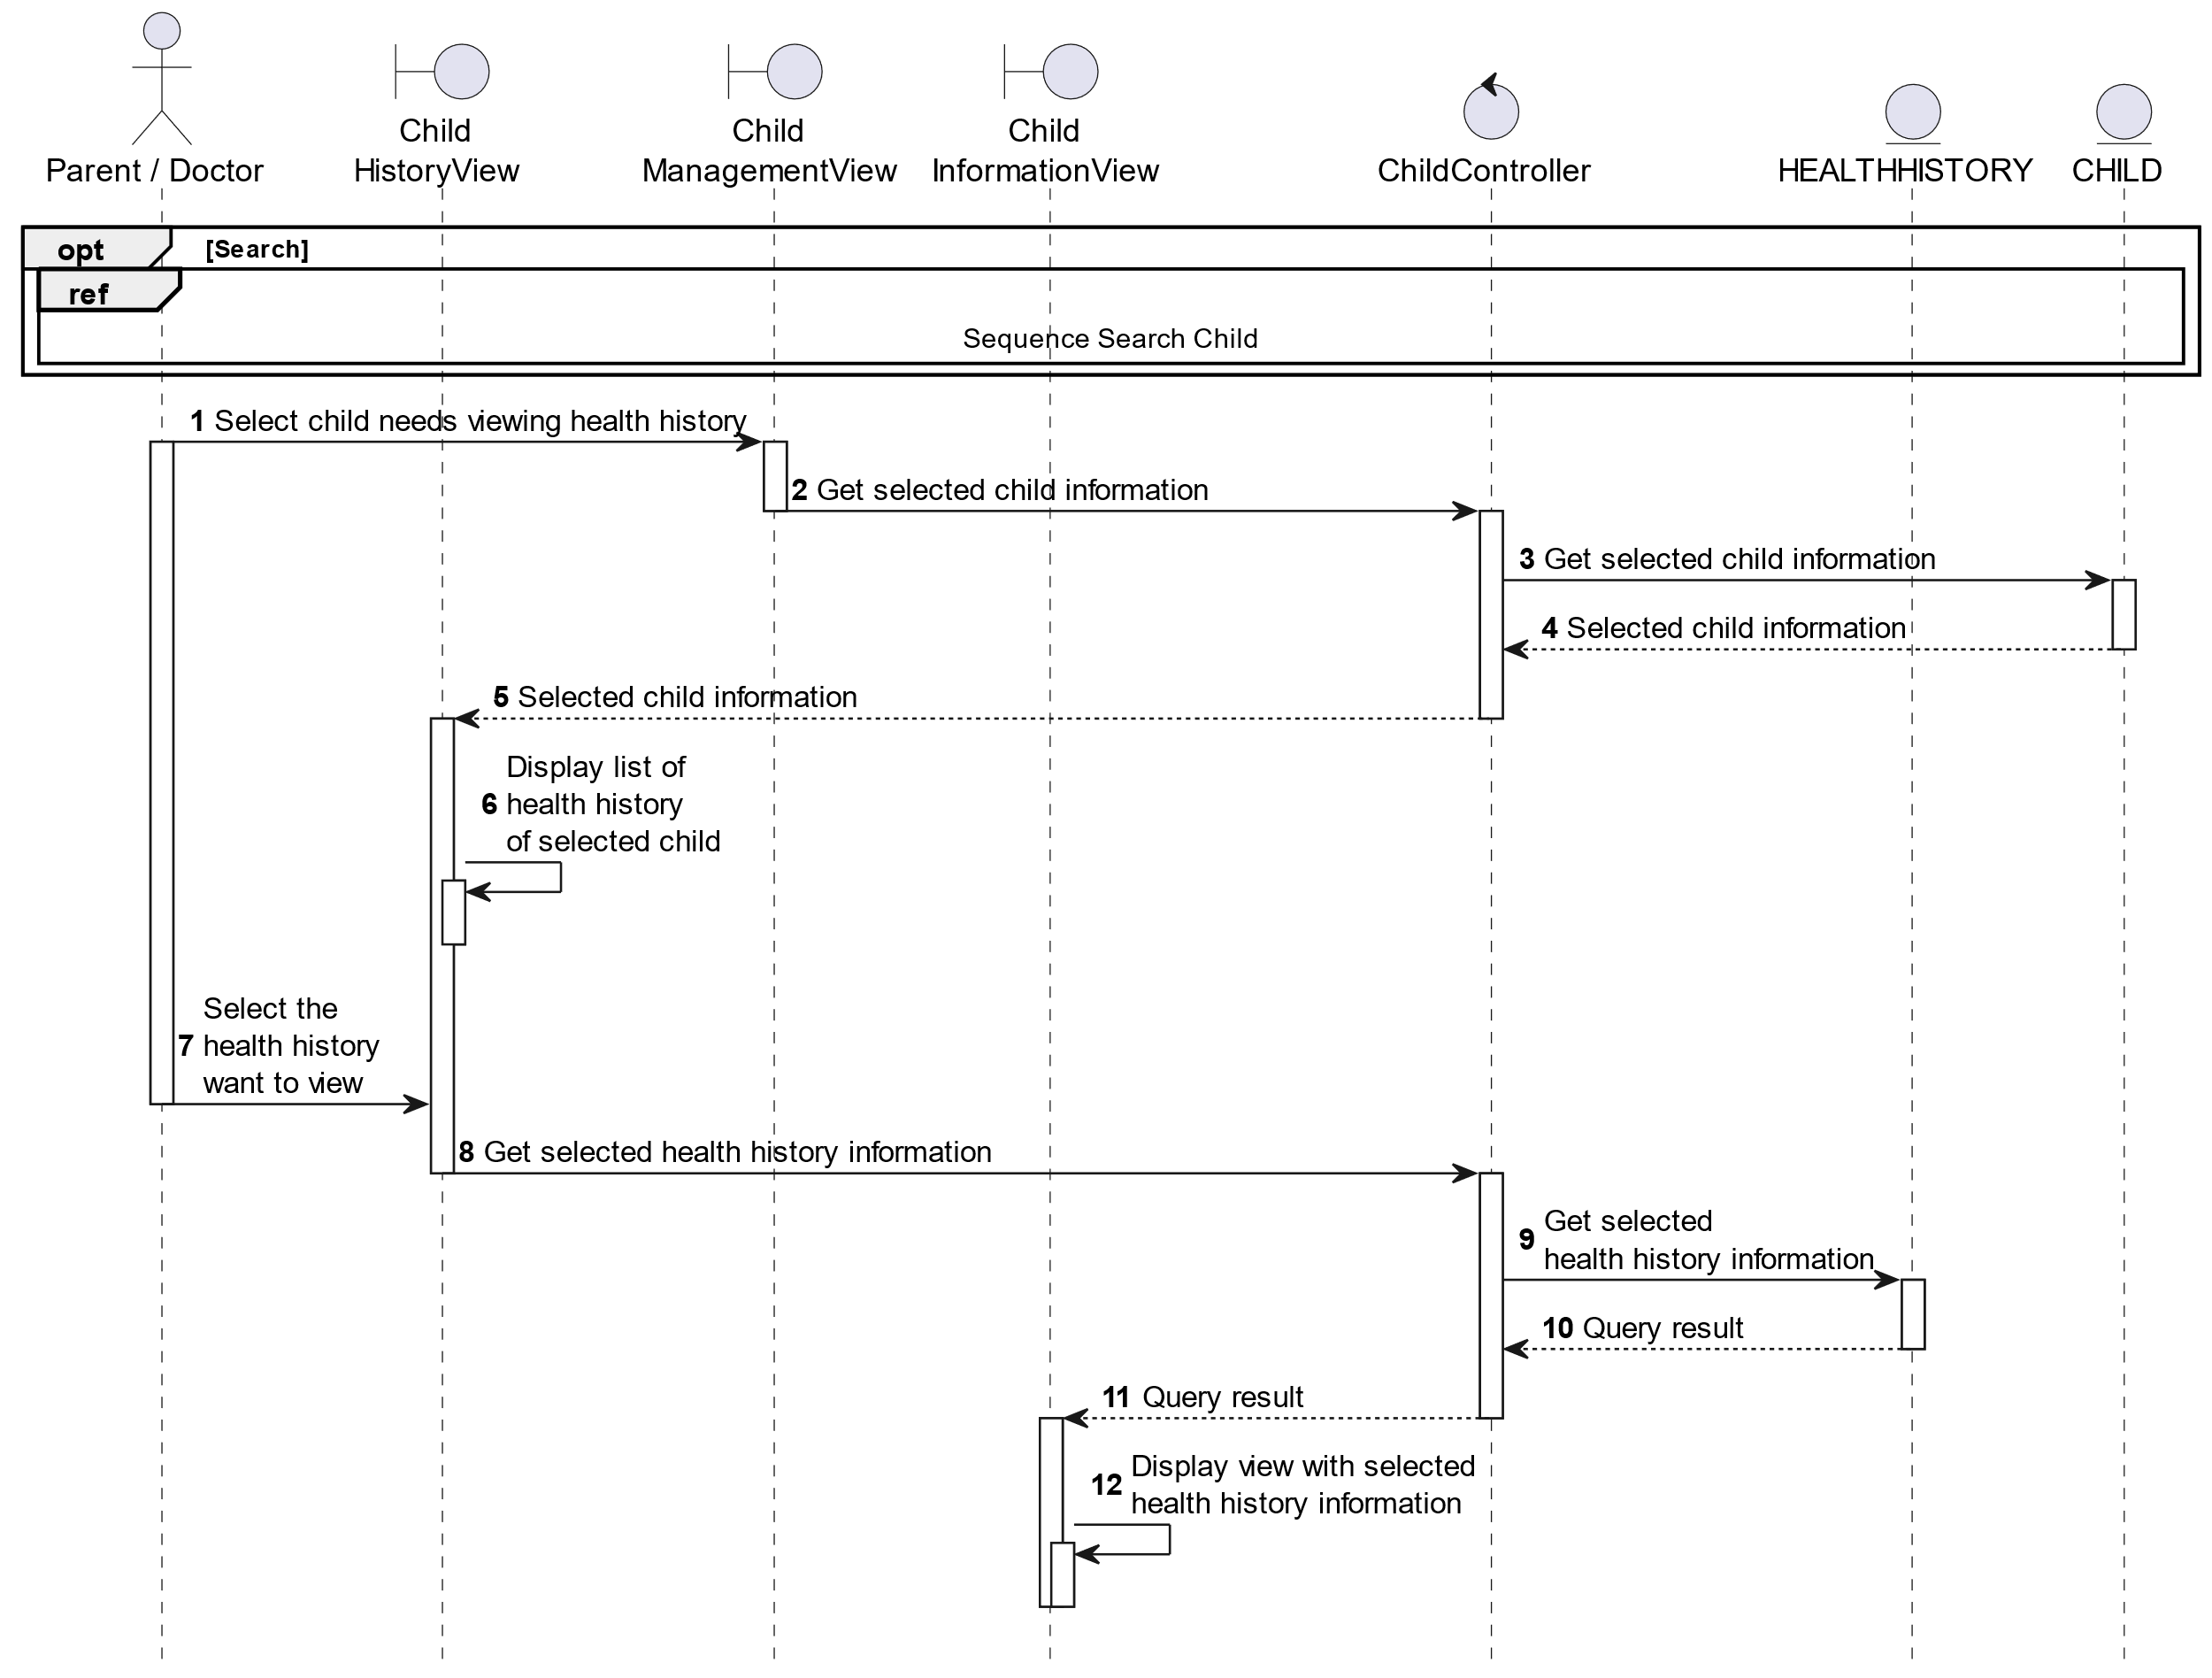 Parent / Doctor
Child
HistoryView
Child
ManagementView
Child
InformationView
ChildController
HEALTHHISTORY
CHILD
opt [Search]
ref
Sequence Search Child
1 Select child needs viewing health history
2 Get selected child information
3 Get selected child information
4 Selected child information
5 Selected child information
Display list of
6 health history
of selected child
Select the
7 health history
want to view
8 Get selected health history information
9 Get selected
health history information
10 Query result
11 Query result
12 Display view with selected
health history information